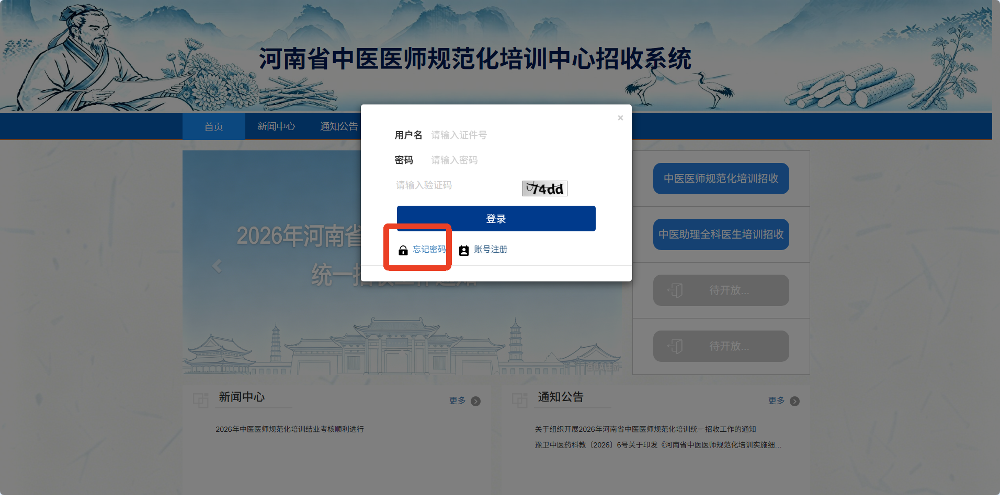 河南省中医医师规范化培训中心招收系统
首页
新闻中心
通知公告
×
用户名 请输入证件号
密码 请输入密码
请输入验证码
74dd
登录
忘记密码
账号注册
2026年河南省
统一招
中医医师规范化培训招收
中医助理全科医生培训招收
待开放...
待开放...
新闻中心
更多
2026年中医医师规范化培训结业考核顺利进行
通知公告
更多
关于组织开展2026年河南省中医医师规范化培训统一招收工作的通知
豫卫中医药科教〔2026〕6号关于印发《河南省中医医师规范化培训实施细...